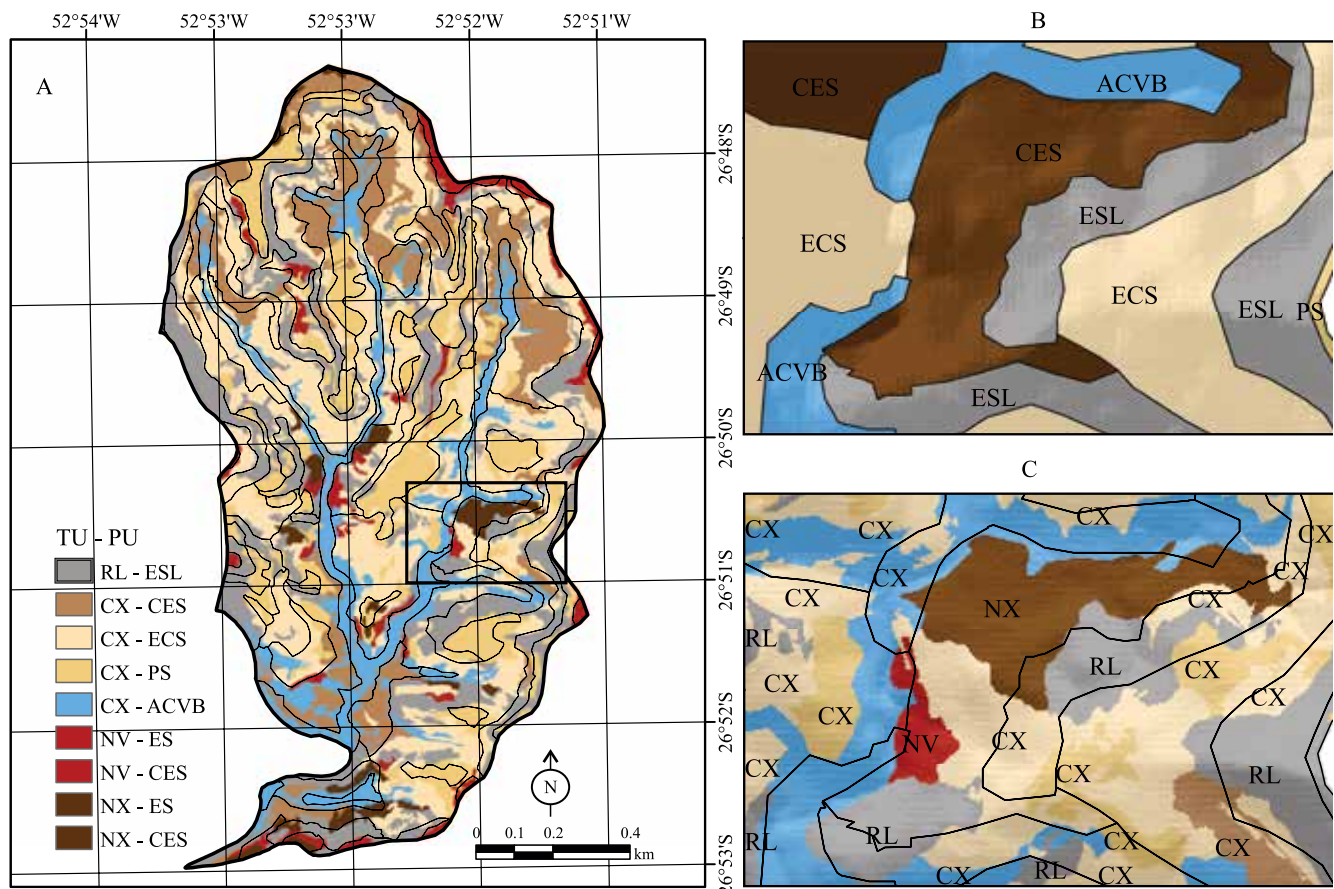 52°54'W 52°53'W 52°53'W 52°52'W 52°51'W
A
26°48'S
26°49'S
26°50'S
26°51'S
26°52'S
26°53'S
TU - PU
RL - ESL
CX - CES
CX - ECS
CX - PS
CX - ACVB
NV - ES
NV - CES
NX - ES
NX - CES
N
0 0.1 0.2 0.4
km
B
CES
ACVB
CES
ESL
ECS
ECS
ESL
PS
ACVB
ESL
C
CX
CX
CX
CX
CX
CX
CX
NX
CX
RL
RL
CX
CX
CX
NV
CX
CX
CX
RL
RL
RL
CX
RL
CX
CX
CX